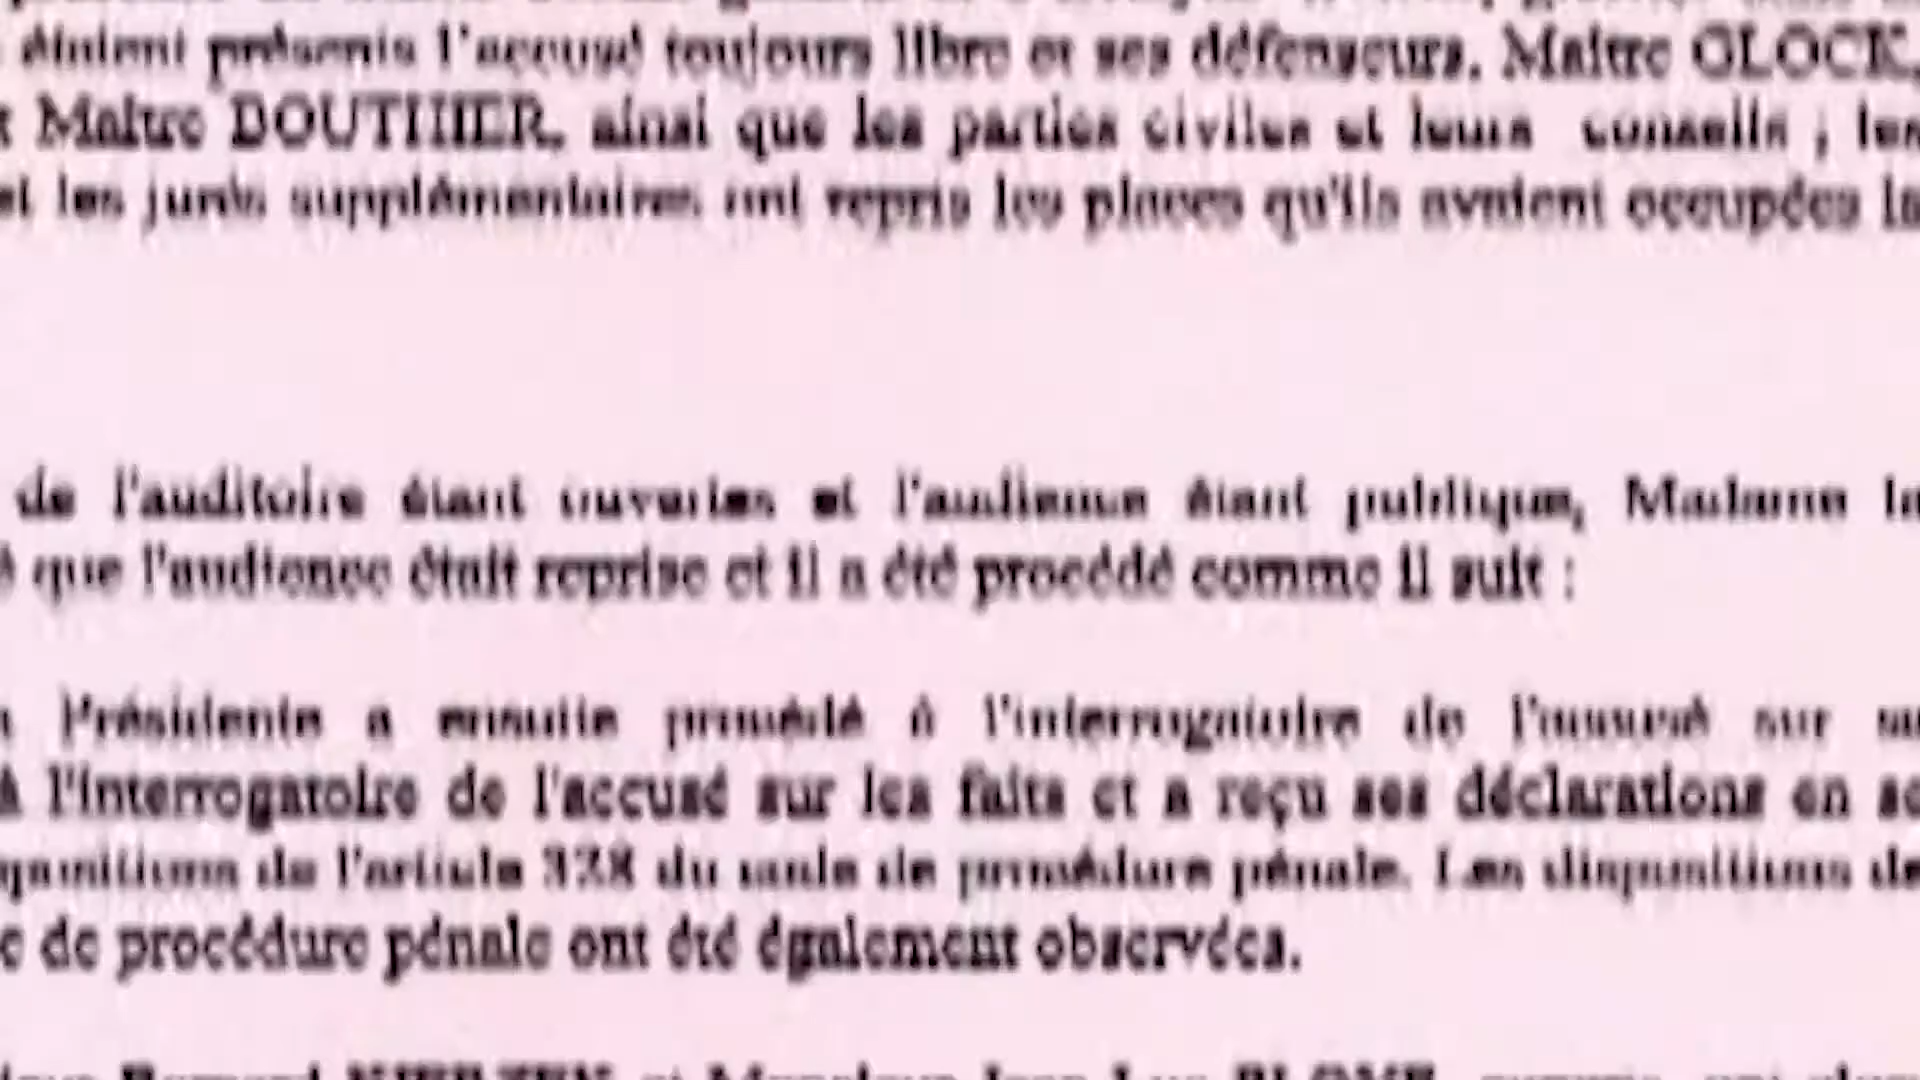 étaient présents l'accusé toujours libre et ses défenseurs, Maître GLOCK,
Maître BOUTHIER, ainsi que les parties civiles et leurs conseils ; les
et les jurés supplémentaires ont repris les places qu'ils avaient occupées
de l'auditoire étant ouvertes et l'audience étant publique, Madame la
que l'audience était reprise et il a été procédé comme il suit :
Présidente a ensuite procédé à l'interrogatoire de l'accusé sur
à l'interrogatoire de l'accusé sur les faits et a reçu ses déclarations en
de l'article 328 du code de procédure pénale. Les dispositions de
de procédure pénale ont été également observées.